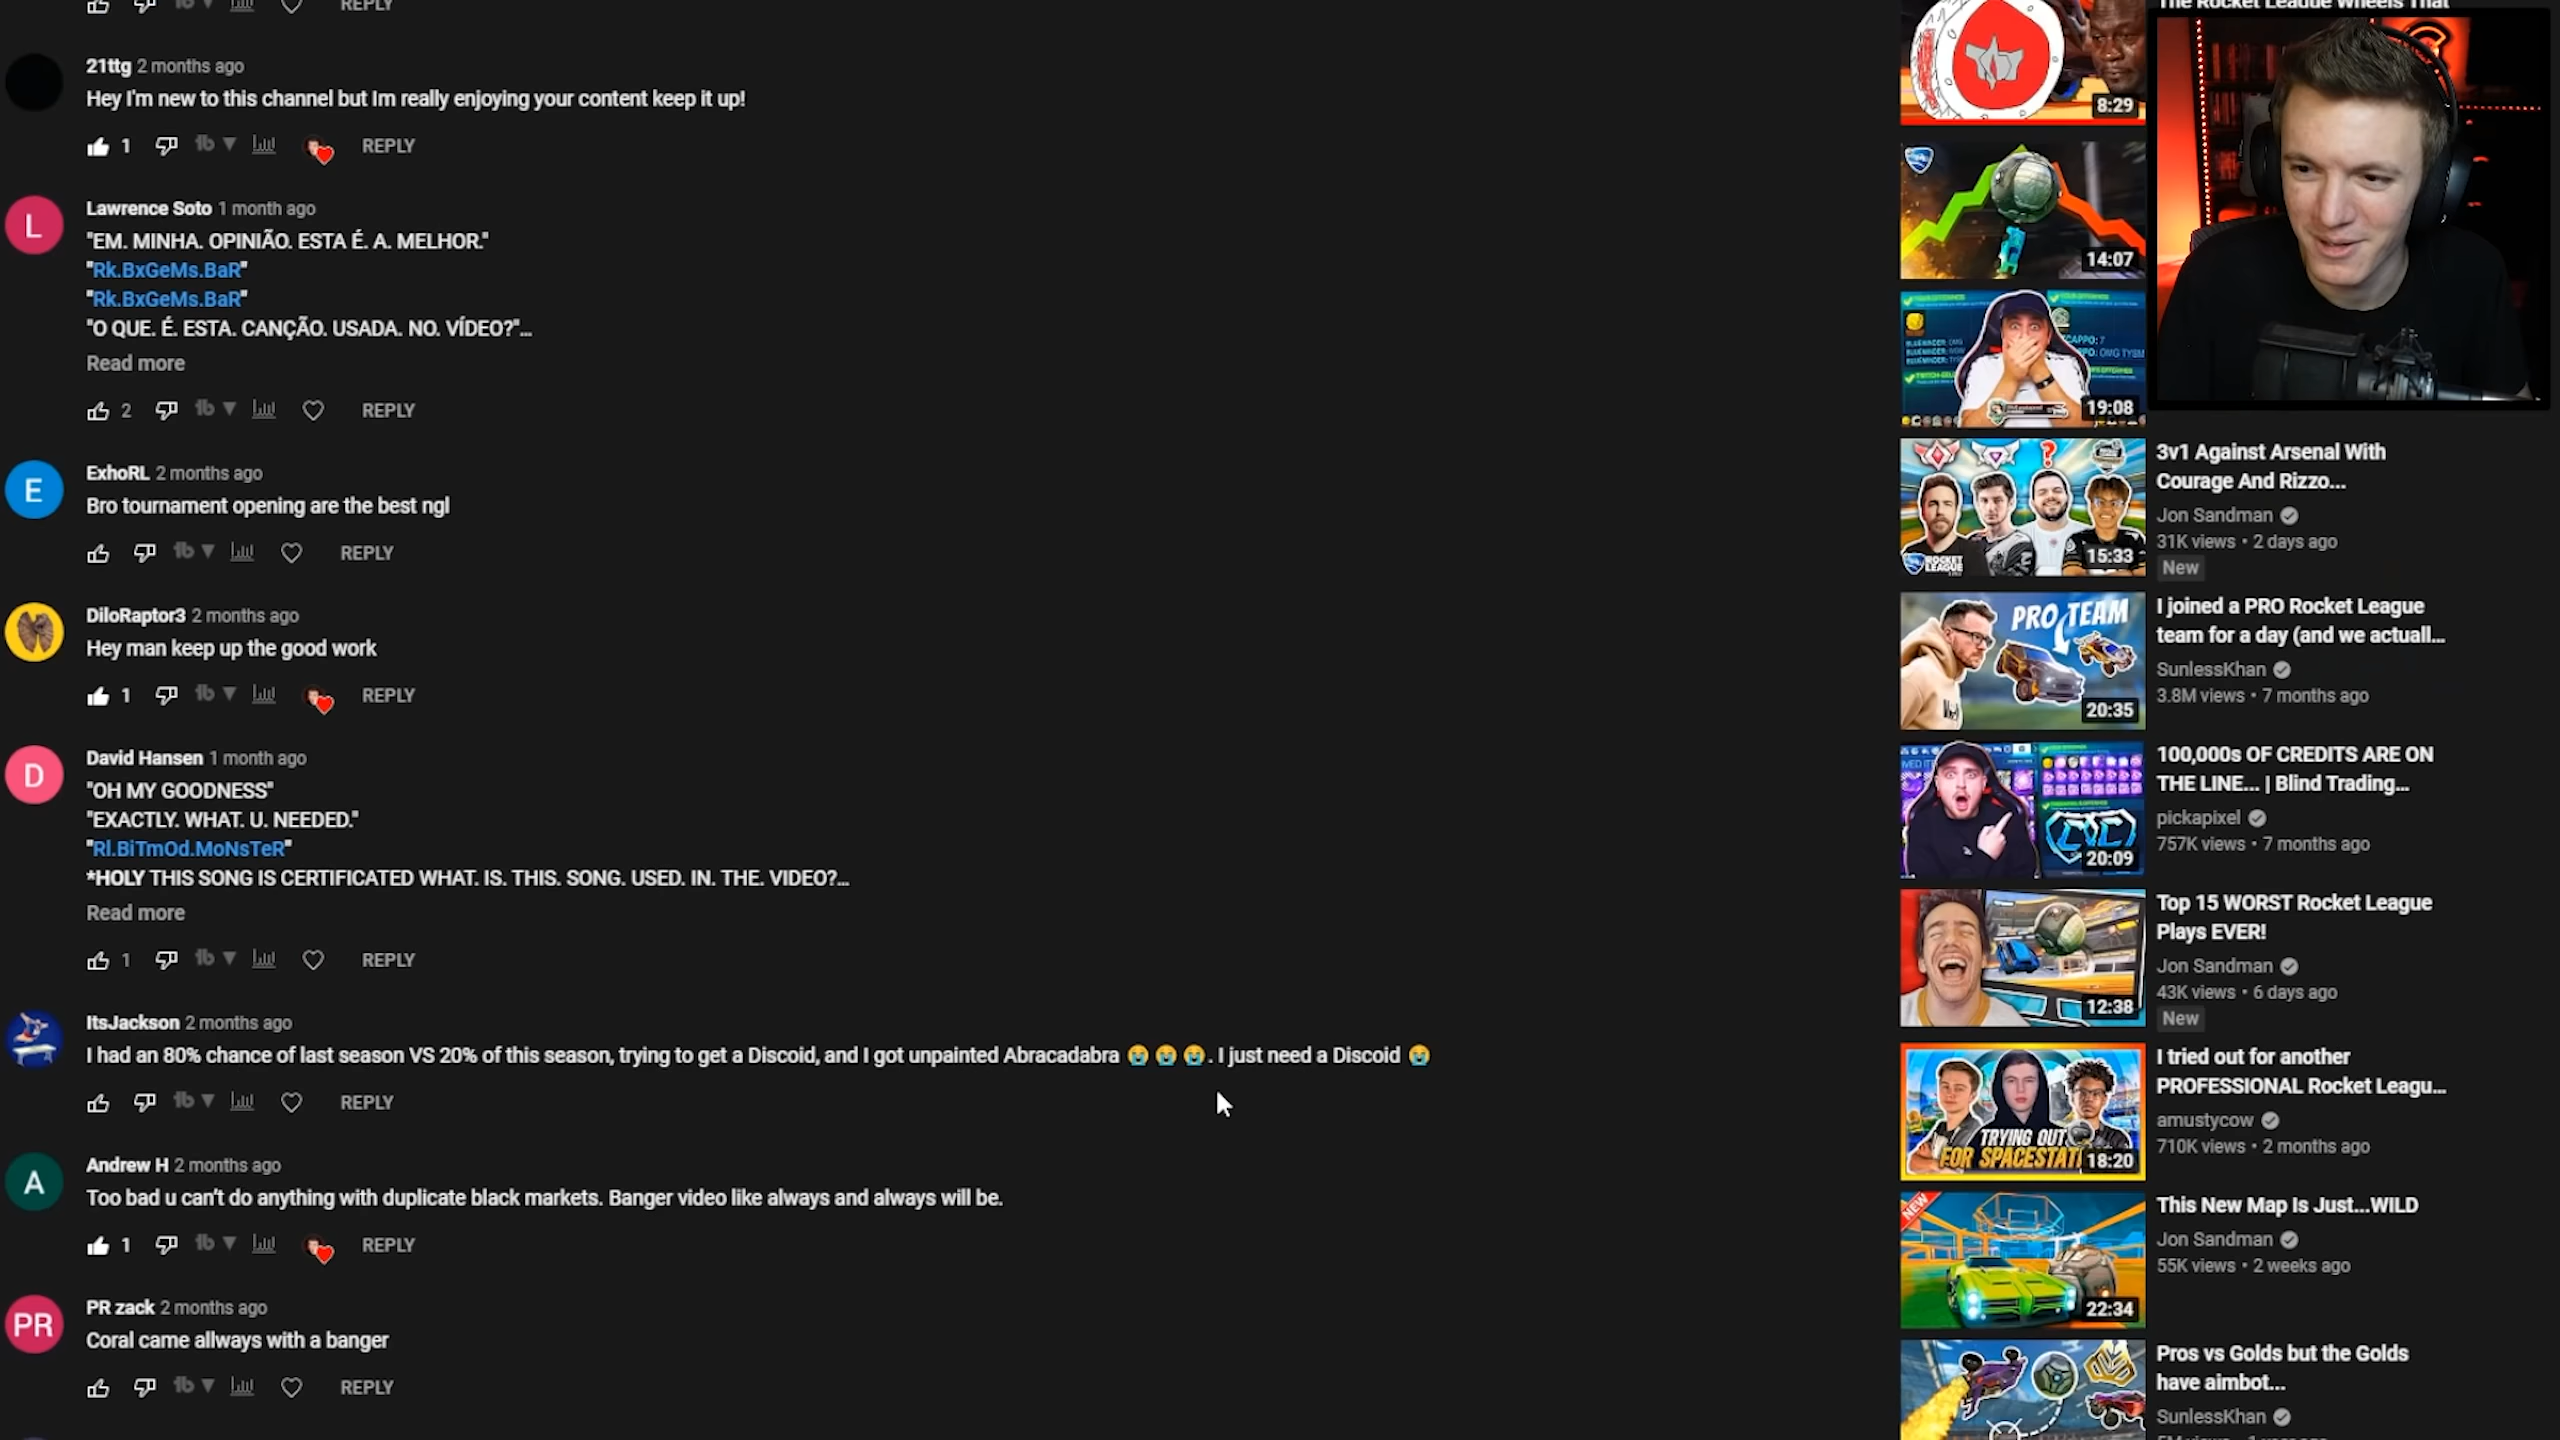 REPLY
21ttg 2 months ago
Hey I'm new to this channel but Im really enjoying your content keep it up!
1 REPLY
L
Lawrence Soto 1 month ago
"EM. MINHA. OPINIÃO. ESTA É. A. MELHOR."
"Rk.BxGeMs.BaR"
"Rk.BxGeMs.BaR"
"O QUE. É. ESTA. CANÇÃO. USADA. NO. VÍDEO?"...
Read more
2 REPLY
E
ExhoRL 2 months ago
Bro tournament opening are the best ngl
REPLY
DiloRaptor3 2 months ago
Hey man keep up the good work
1 REPLY
D
David Hansen 1 month ago
"OH MY GOODNESS"
"EXACTLY. WHAT. U. NEEDED."
"Rl.BiTmOd.MoNsTeR"
*HOLY THIS SONG IS CERTIFICATED WHAT. IS. THIS. SONG. USED. IN. THE. VIDEO?...
Read more
1 REPLY
ItsJackson 2 months ago
I had an 80% chance of last season VS 20% of this season, trying to get a Discoid, and I got unpainted Abracadabra 😭 😭 😭. I just need a Discoid 😭
REPLY
A
Andrew H 2 months ago
Too bad u can't do anything with duplicate black markets. Banger video like always and always will be.
1 REPLY
PR
PR zack 2 months ago
Coral came allways with a banger
REPLY
The Rocket League Wheels That
8:29
14:07
19:08
ROCKET
LEAGUE
15:33
3v1 Against Arsenal With
Courage And Rizzo...
Jon Sandman
31K views • 2 days ago
New
PRO TEAM
20:35
I joined a PRO Rocket League
team for a day (and we actuall...
SunlessKhan
3.8M views • 7 months ago
20:09
100,000s OF CREDITS ARE ON
THE LINE... | Blind Trading...
pickapixel
757K views • 7 months ago
12:38
Top 15 WORST Rocket League
Plays EVER!
Jon Sandman
43K views • 6 days ago
New
TRYING OUT
FOR SPACESTATI
18:20
I tried out for another
PROFESSIONAL Rocket Leagu...
amustycow
710K views • 2 months ago
NEW
22:34
This New Map Is Just...WILD
Jon Sandman
55K views • 2 weeks ago
Pros vs Golds but the Golds
have aimbot...
SunlessKhan